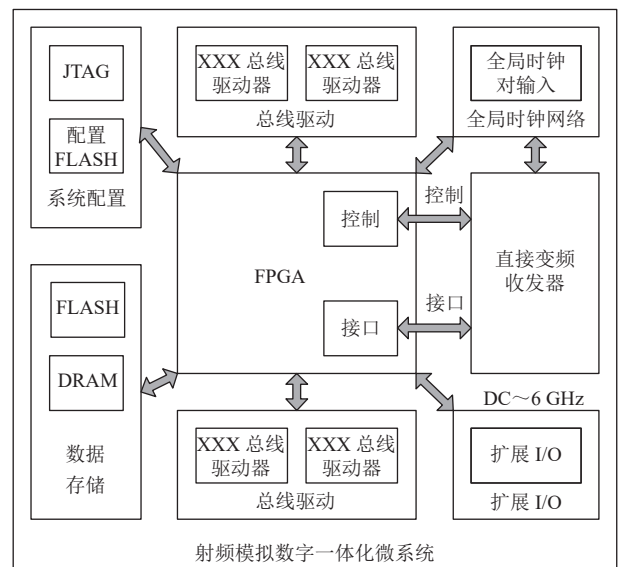 JTAG
配置
FLASH
系统配置
XXX 总线
驱动器
XXX 总线
驱动器
总线驱动
全局时钟
对输入
全局时钟网络
FPGA
控制
控制
接口
接口
直接变频
收发器
DC～6 GHz
FLASH
DRAM
数据
存储
XXX 总线
驱动器
XXX 总线
驱动器
总线驱动
扩展 I/O
扩展 I/O
射频模拟数字一体化微系统